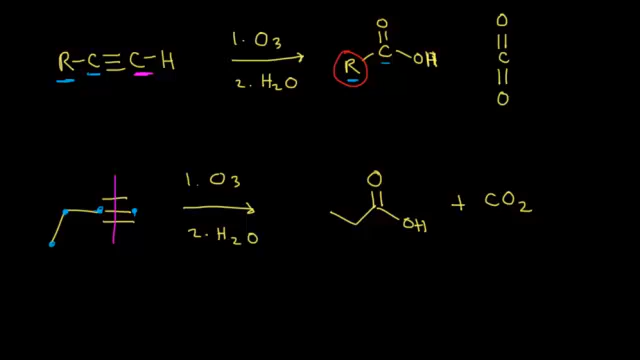 R-C≡C-H 1. O3 2. H2O R C O OH O C O
1. O3 2. H2O O OH + CO2